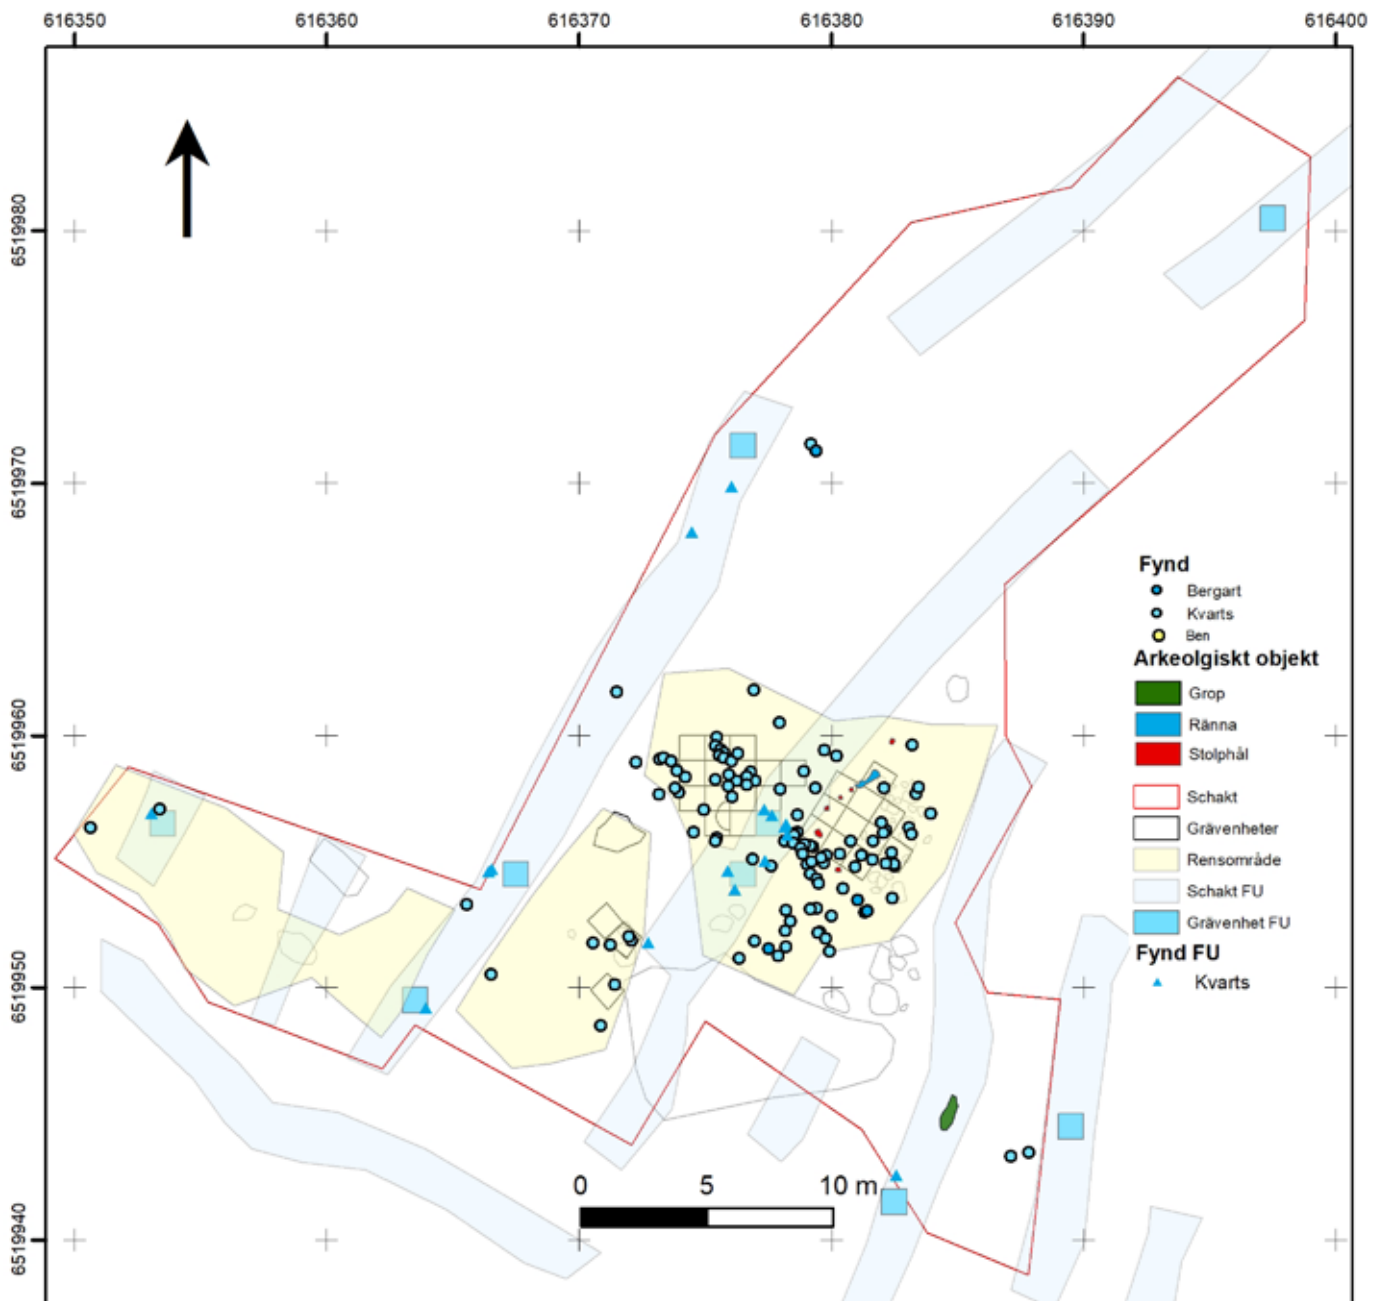 616350 616360 616370 616380 616390 616400
6519980
6519970
6519960
6519950
6519940
Fynd
Bergart
Kvarts
Ben
Arkeolgiskt objekt
Grop
Ränna
Stolphål
Schakt
Grävenheter
Rensområde
Schakt FU
Grävenhet FU
Fynd FU
Kvarts
0 5 10 m